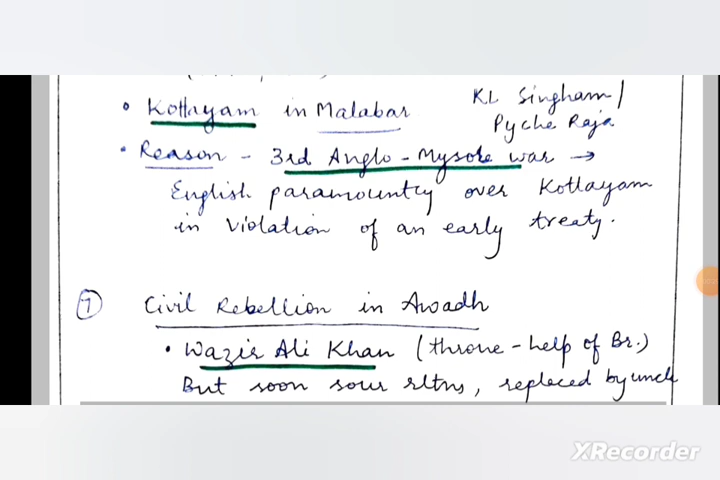 • Kottayam in Malabar KL Singham/
Pyche Raja
• Reason - 3rd Anglo-Mysore war →
English paramountcy over Kottayam
in violation of an early treaty.
7 Civil Rebellion in Awadh
• Wazir Ali Khan (throne - help of Br.)
But soon sour rltns, replaced by uncle
XRecorder